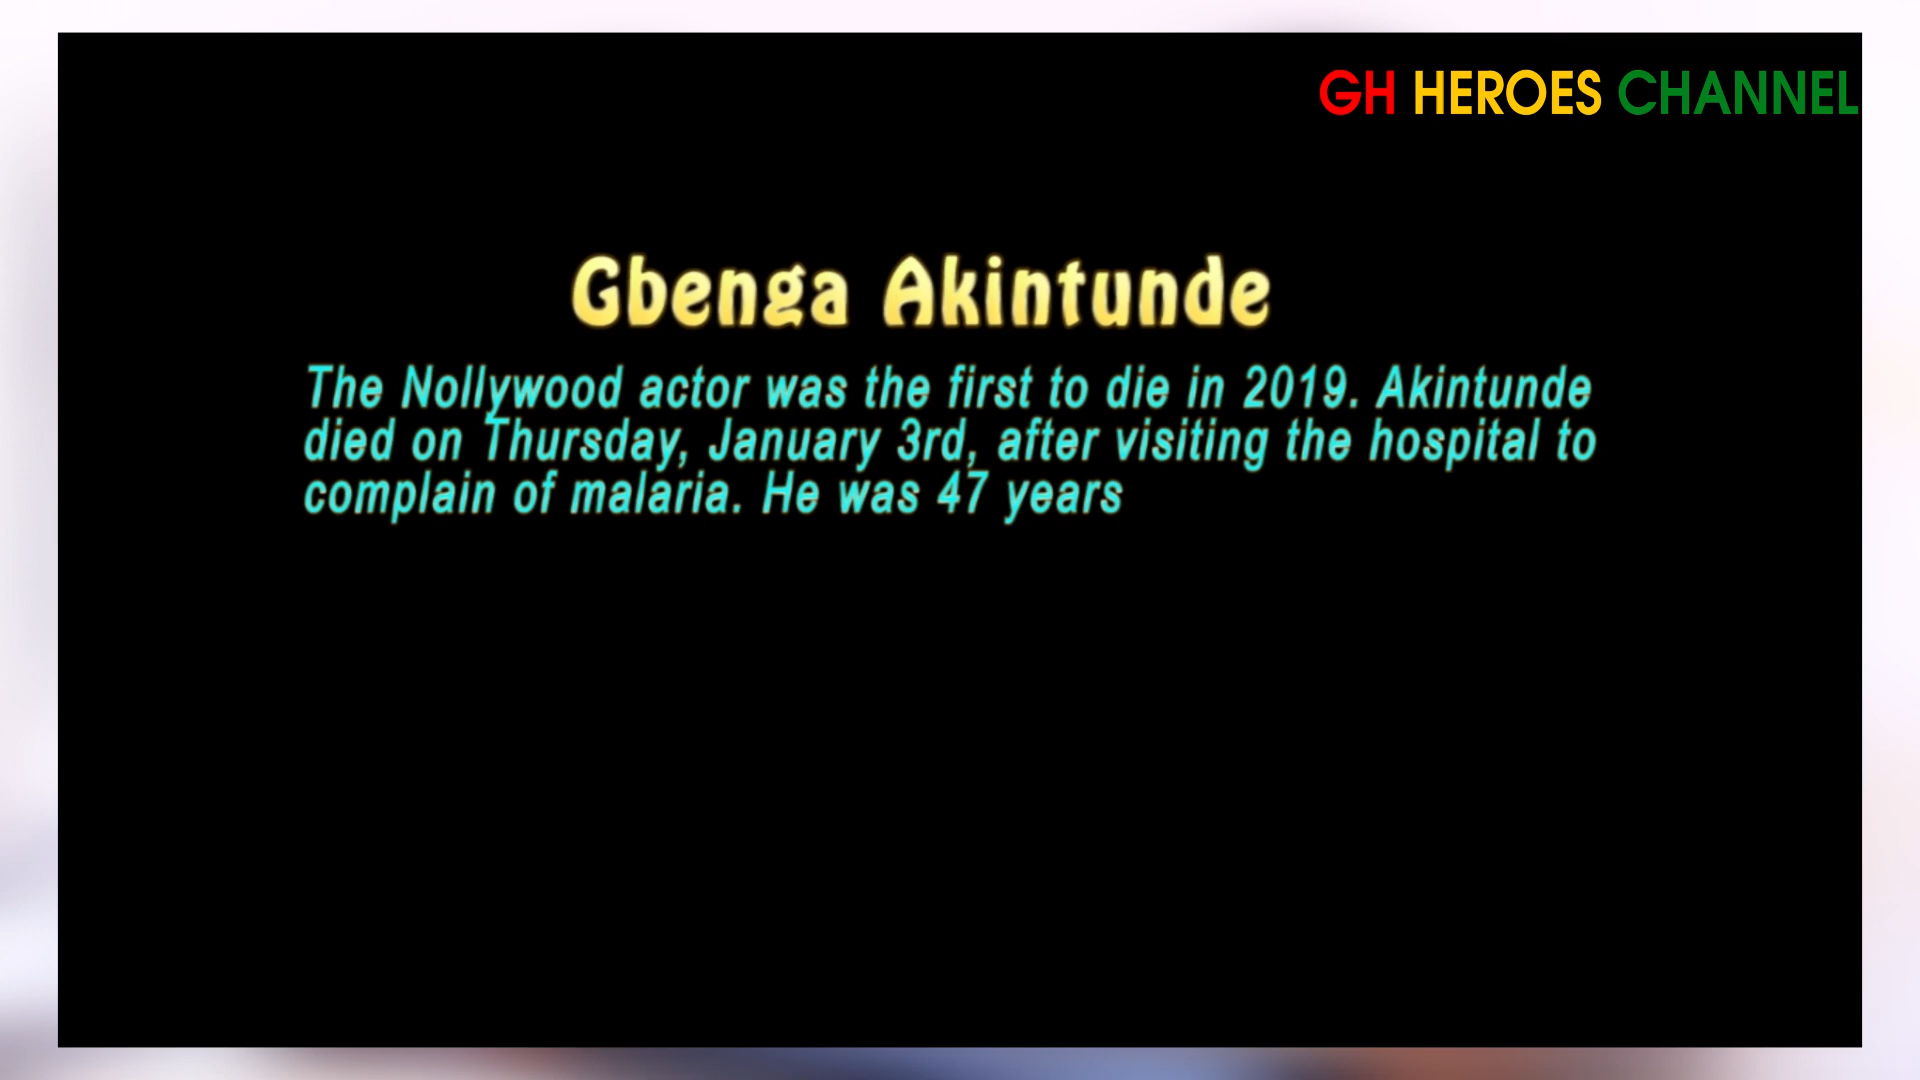 GH HEROES CHANNEL
Gbenga Akintunde
The Nollywood actor was the first to die in 2019. Akintunde
died on Thursday, January 3rd, after visiting the hospital to
complain of malaria. He was 47 years